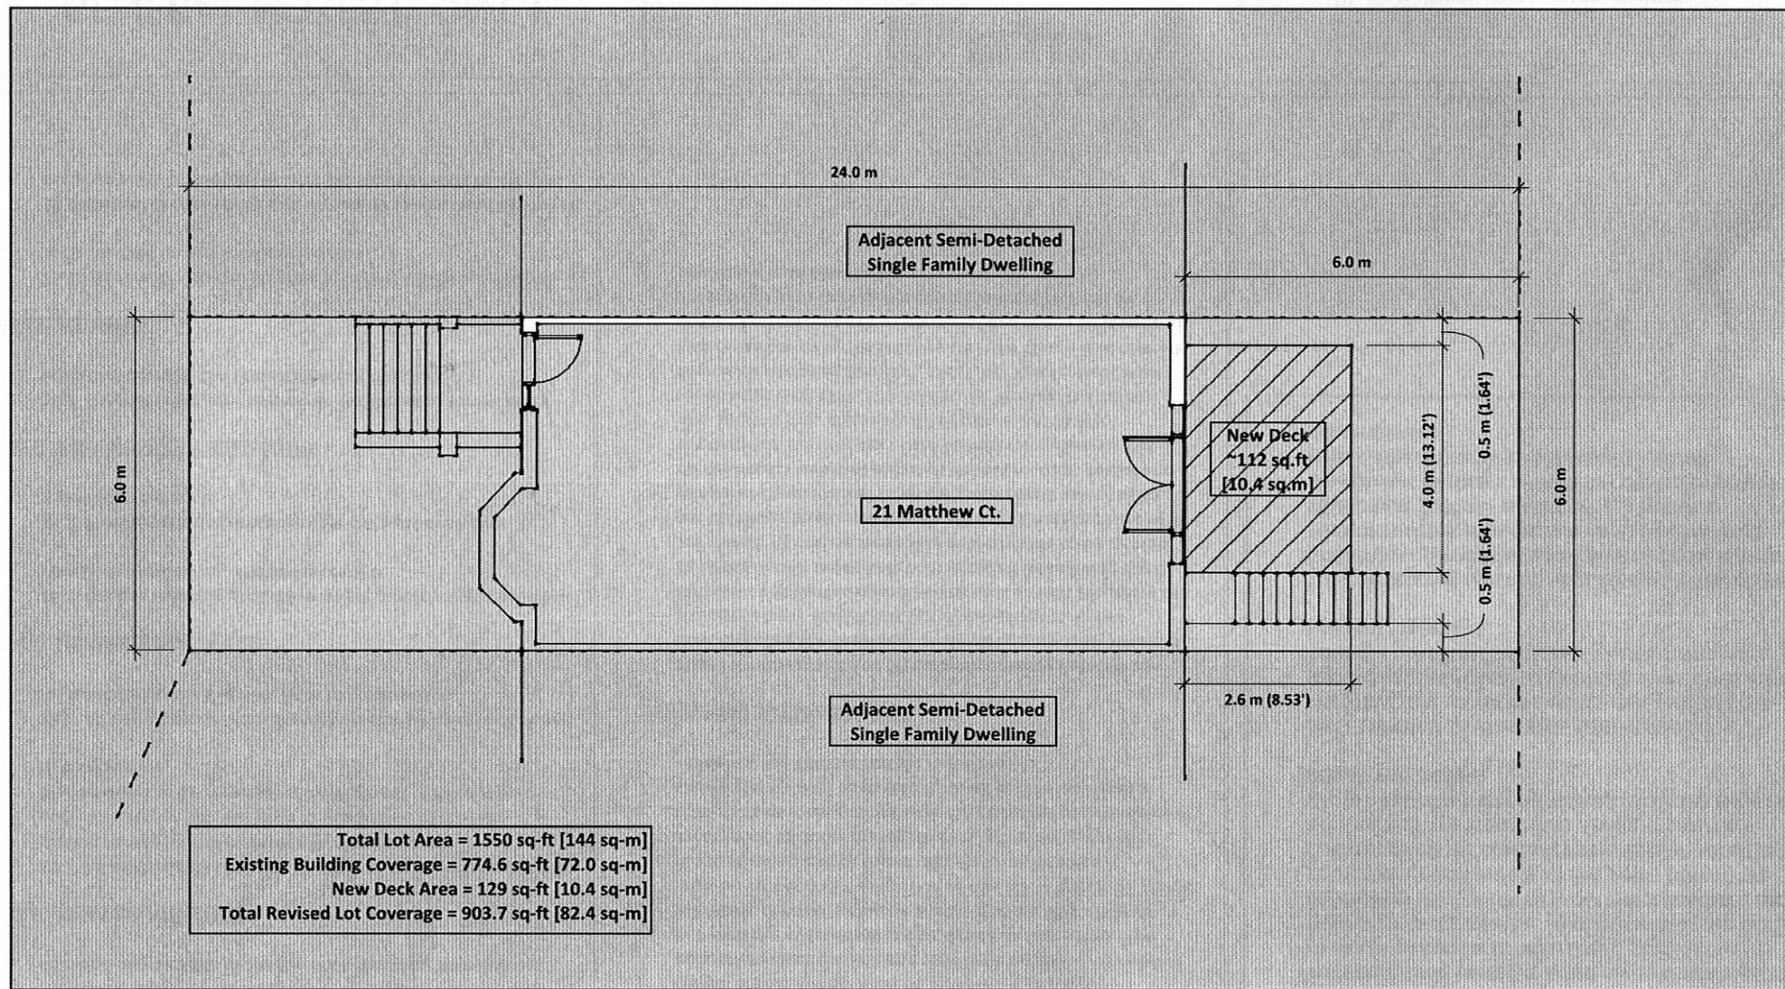 24.0 m
Adjacent Semi-Detached
Single Family Dwelling
6.0 m
6.0 m
New Deck
~112 sq.ft
[10.4 sq.m]
4.0 m (13.12')
0.5 m (1.64')
0.5 m (1.64')
6.0 m
21 Matthew Ct.
2.6 m (8.53')
Adjacent Semi-Detached
Single Family Dwelling
Total Lot Area = 1550 sq-ft [144 sq-m]
Existing Building Coverage = 774.6 sq-ft [72.0 sq-m]
New Deck Area = 129 sq-ft [10.4 sq-m]
Total Revised Lot Coverage = 903.7 sq-ft [82.4 sq-m]